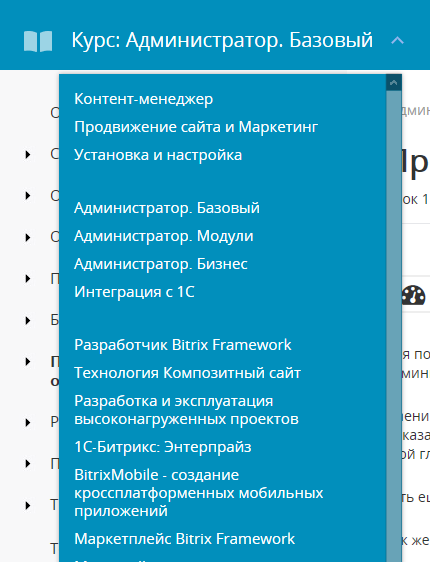 Курс: Администратор. Базовый
Контент-менеджер
Продвижение сайта и Маркетинг
Установка и настройка
Администратор. Базовый
Администратор. Модули
Администратор. Бизнес
Интеграция с 1С
Разработчик Bitrix Framework
Технология Композитный сайт
Разработка и эксплуатация
высоконагруженных проектов
1С-Битрикс: Энтерпрайз
BitrixMobile - создание
кроссплатформенных мобильных
приложений
Маркетплейс Bitrix Framework